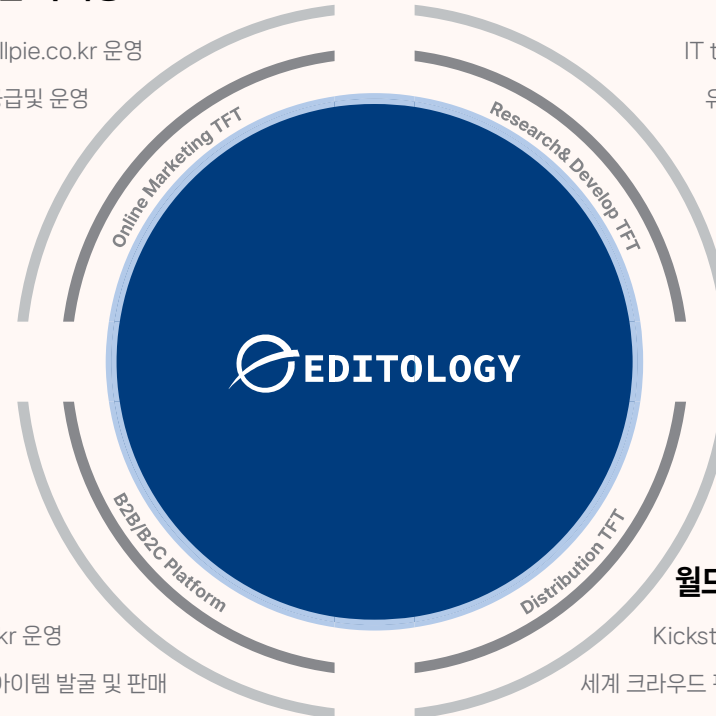 llpie.co.kr 운영
급및 운영
IT
Online Marketing TFT
Research& Develop TFT
EDITOLOGY
B2B/B2C Platform
Distribution TFT
kr 운영
아이템 발굴 및 판매
월드
Kickst
세계 크라우드